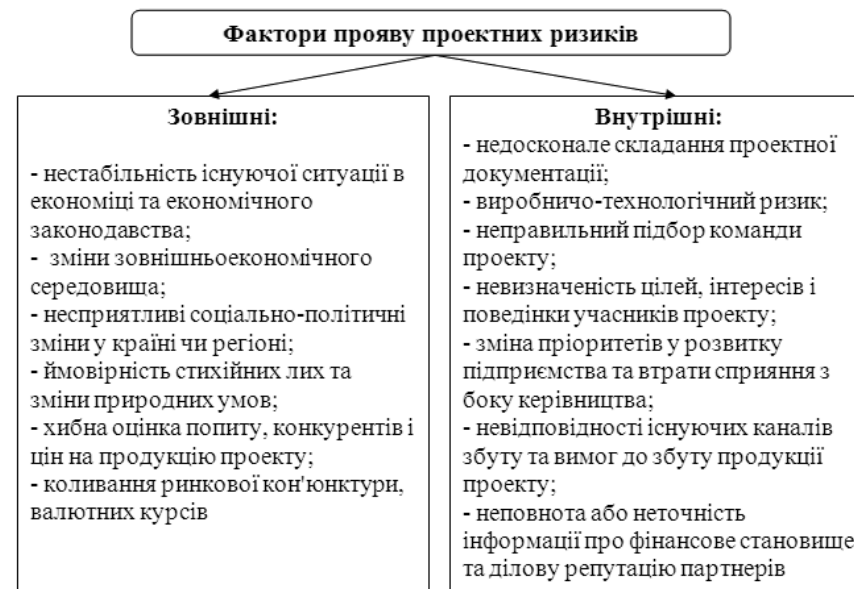 Фактори прояву проектних ризиків
Зовнішні:
- нестабільність існуючої ситуації в
економіці та економічного
законодавства;
- зміни зовнішньоекономічного
середовища;
- несприятливі соціально-політичні
зміни у країні чи регіоні;
- ймовірність стихійних лих та
зміни природних умов;
- хибна оцінка попиту, конкурентів і
цін на продукцію проекту;
- коливання ринкової кон'юнктури,
валютних курсів
Внутрішні:
- недосконале складання проектної
документації;
- виробничо-технологічний ризик;
- неправильний підбор команди
проекту;
- невизначеність цілей, інтересів і
поведінки учасників проекту;
- зміна пріоритетів у розвитку
підприємства та втрати сприяння з
боку керівництва;
- невідповідності існуючих каналів
збуту та вимог до збуту продукції
проекту;
- неповнота або неточність
інформації про фінансове становище
та ділову репутацію партнерів